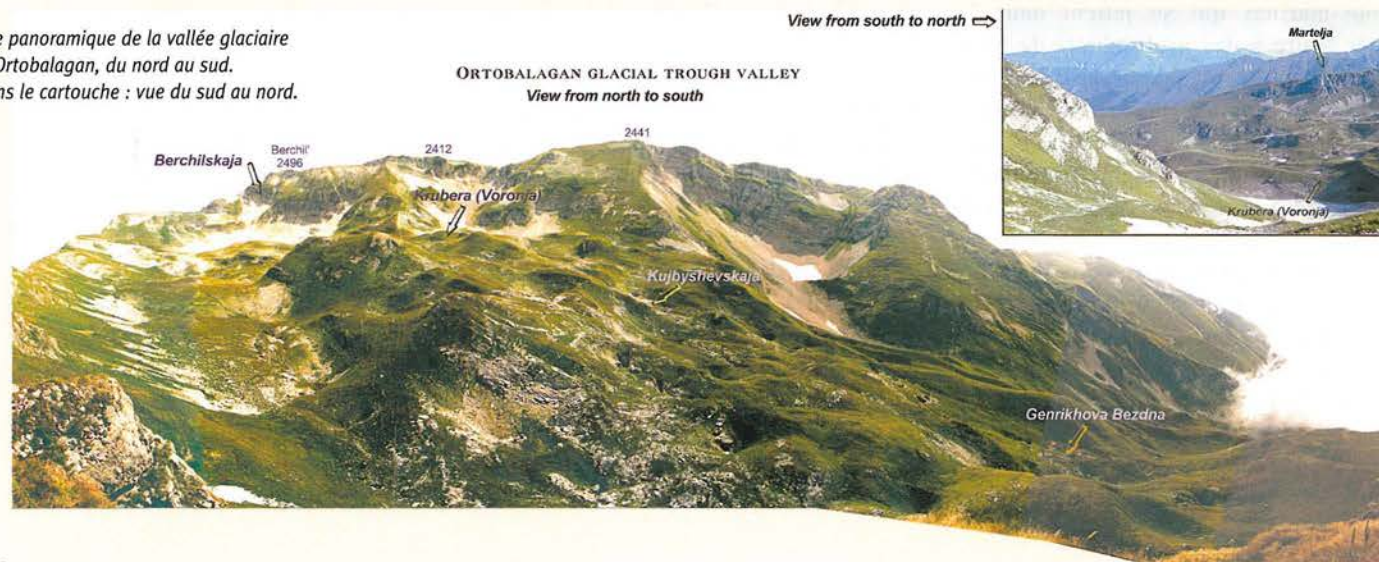 e panoramique de la vallée glaciaire
Ortobalagan, du nord au sud.
ns le cartouche : vue du sud au nord.
ORTOBALAGAN GLACIAL TROUGH VALLEY
View from north to south
View from south to north ⇨
Martelja
Krubera (Voronja)
Berchilskaja
Berchil'
2496
2412
2441
Krubera (Voronja)
Kujbyshevskaja
Genrikhova Bezdna